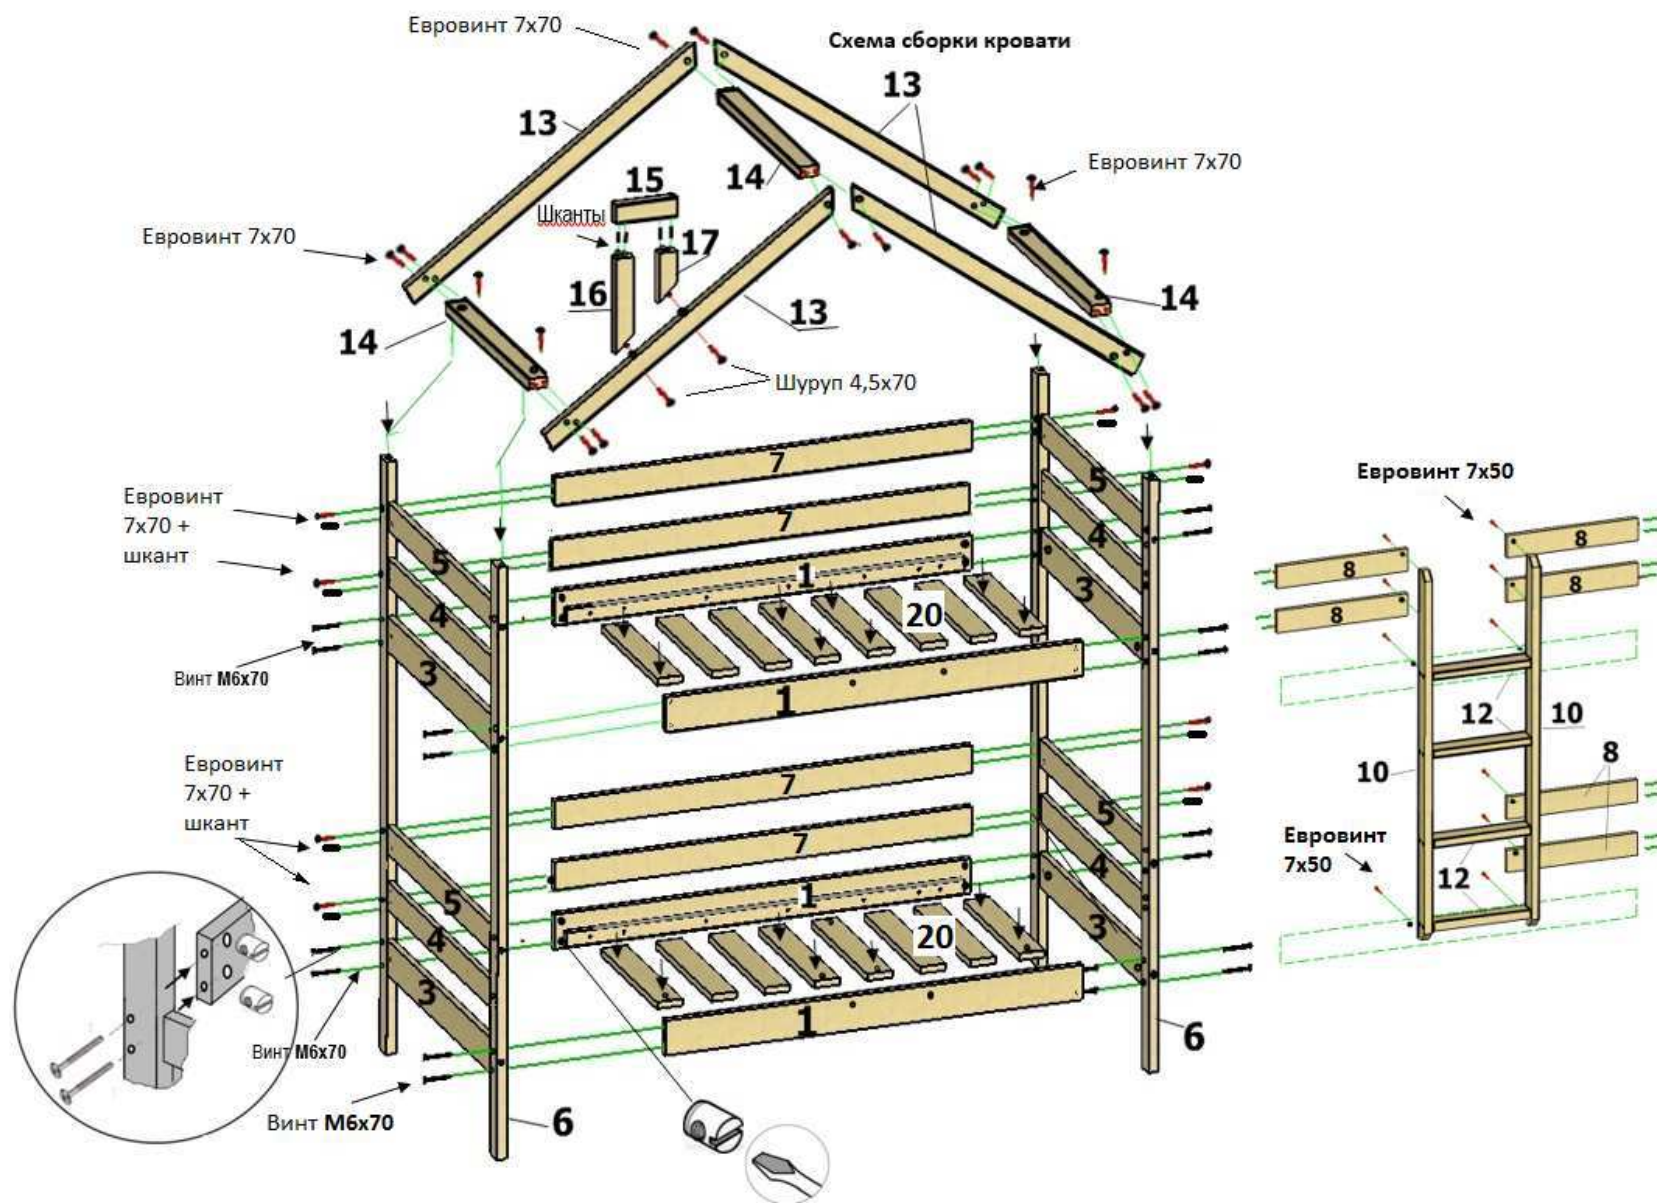 Евровинт 7х70
Схема сборки кровати
13
13
14
Евровинт 7х70
15
Шканты
17
Евровинт 7х70
16
13
14
14
Шуруп 4,5х70
7
5
Евровинт
7х70 +
шкант
7
4
5
1
3
20
4
3
Винт М6х70
1
Евровинт 7х50
8
8
8
8
12
10
10
8
12
Евровинт
7х50
7
Евровинт
7х70 +
шкант
5
7
4
5
1
3
20
4
3
1
Винт М6х70
6
Винт М6х70
6